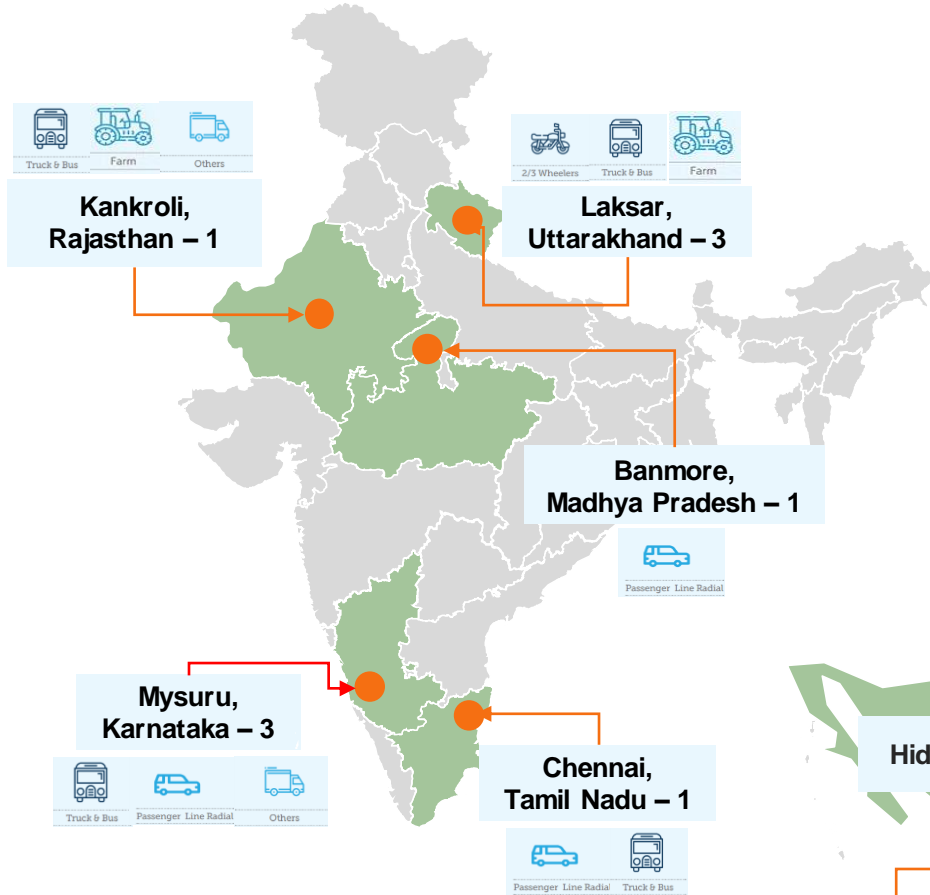 Truck & Bus
Farm
Others
Kankroli,
Rajasthan – 1
2/3 Wheelers
Truck & Bus
Farm
Laksar,
Uttarakhand – 3
Banmore,
Madhya Pradesh – 1
Passenger Line Radial
Mysuru,
Karnataka – 3
Truck & Bus
Passenger Line Radial
Others
Chennai,
Tamil Nadu – 1
Passenger Line Radial
Truck & Bus
Hid